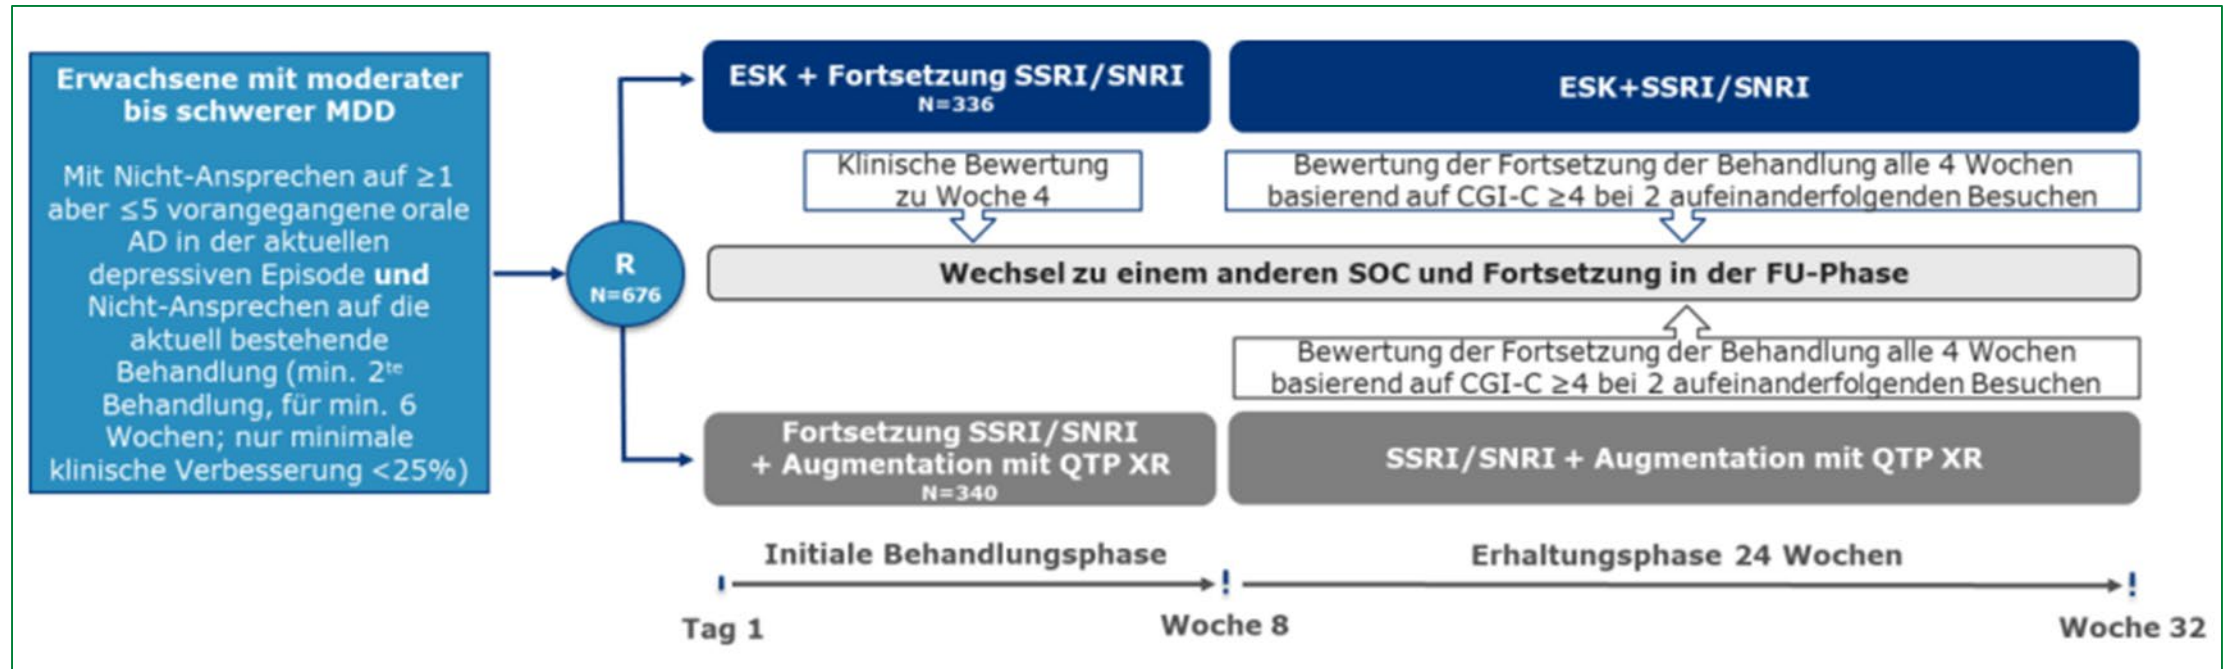 Erwachsene mit moderater
bis schwerer MDD
Mit Nicht-Ansprechen auf ≥1
aber ≤5 vorangegangene orale
AD in der aktuellen
depressiven Episode und
Nicht-Ansprechen auf die
aktuell bestehende
Behandlung (min. 2te
Behandlung, für min. 6
Wochen; nur minimale
klinische Verbesserung <25%)
R
N=676
ESK + Fortsetzung SSRI/SNRI
N=336
ESK+SSRI/SNRI
Klinische Bewertung
zu Woche 4
Bewertung der Fortsetzung der Behandlung alle 4 Wochen
basierend auf CGI-C ≥4 bei 2 aufeinanderfolgenden Besuchen
Wechsel zu einem anderen SOC und Fortsetzung in der FU-Phase
Bewertung der Fortsetzung der Behandlung alle 4 Wochen
basierend auf CGI-C ≥4 bei 2 aufeinanderfolgenden Besuchen
Fortsetzung SSRI/SNRI
+ Augmentation mit QTP XR
N=340
SSRI/SNRI + Augmentation mit QTP XR
Initiale Behandlungsphase
Erhaltungsphase 24 Wochen
Tag 1
Woche 8
Woche 32